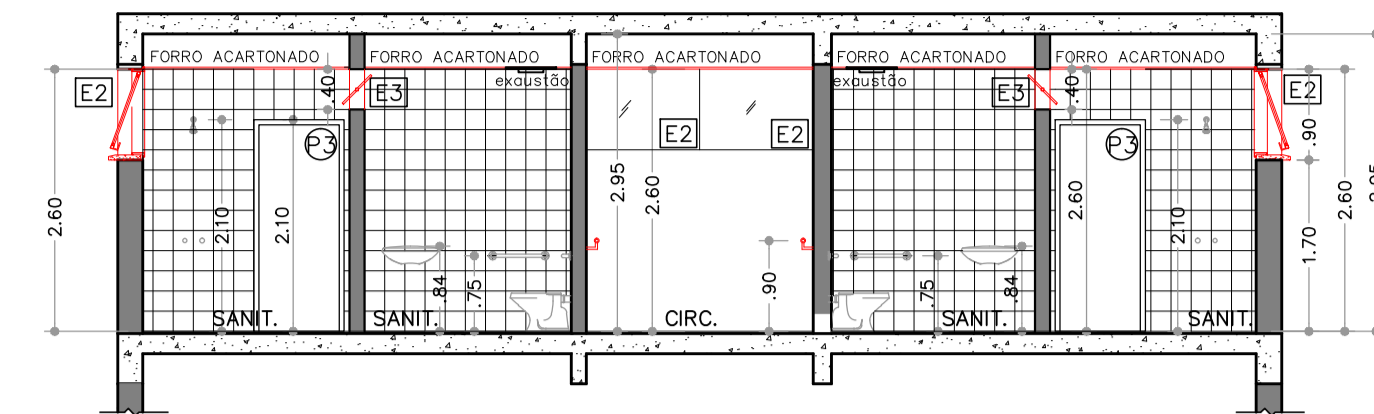 FORRO ACARTONADO
FORRO ACARTONADO
FORRO ACARTONADO
FORRO ACARTONADO
FORRO ACARTONADO
exaustão
exaustão
E2
E3
E3
E2
.40
.40
P3
E2
E2
P3
.90
2.95
2.60
2.60
2.10
2.10
2.60
2.10
2.60
1.70
.84
.75
.90
.75
.84
SANIT.
SANIT.
CIRC.
SANIT.
SANIT.